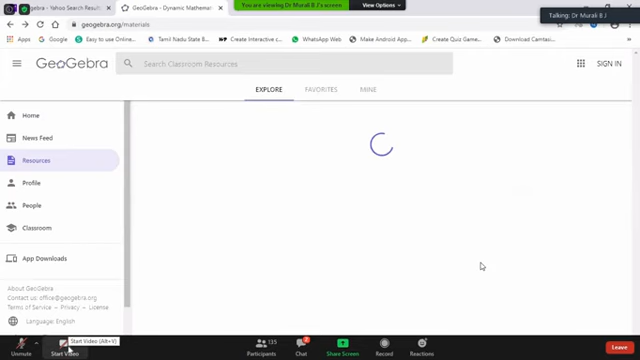 eogebra - Yahoo Search Results
GeoGebra - Dynamic Mathemati
You are viewing Dr Murali B J's screen
View Options
Talking: Dr Murali B J
geogebra.org/materials
Yahoo
Easy to use
Tamil Nadu State D
Create Interactive c
WhatsApp Web
Make Android App...
Create Quiz Game...
Download Camtasi...
GeoGebra
Search Classroom Resources
SIGN IN
EXPLORE
FAVORITES
MINE
Home
News Feed
Resources
Profile
People
Classroom
App Downloads
About GeoGebra
Contact us: office@geogebra.org
Terms of Service – Privacy – License
Language: English
Start Video (Alt+V)
Unmute
Start Video
135
Participants
Chat
Share Screen
Record
Reactions
Leave